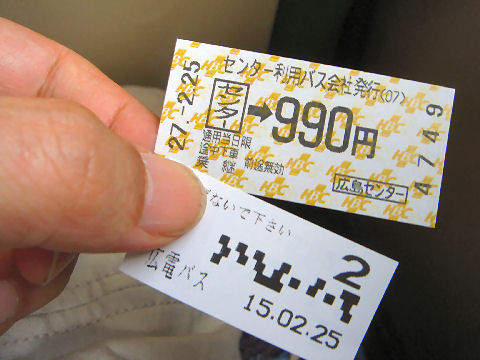 センター利用バス会社発行(07)
27.-2.25
センター
➡990円
通用当日限
途中下車
乗継 前途無効
広島センター
4749
HBC
ないで下さい
2
広電バス
15.02.25